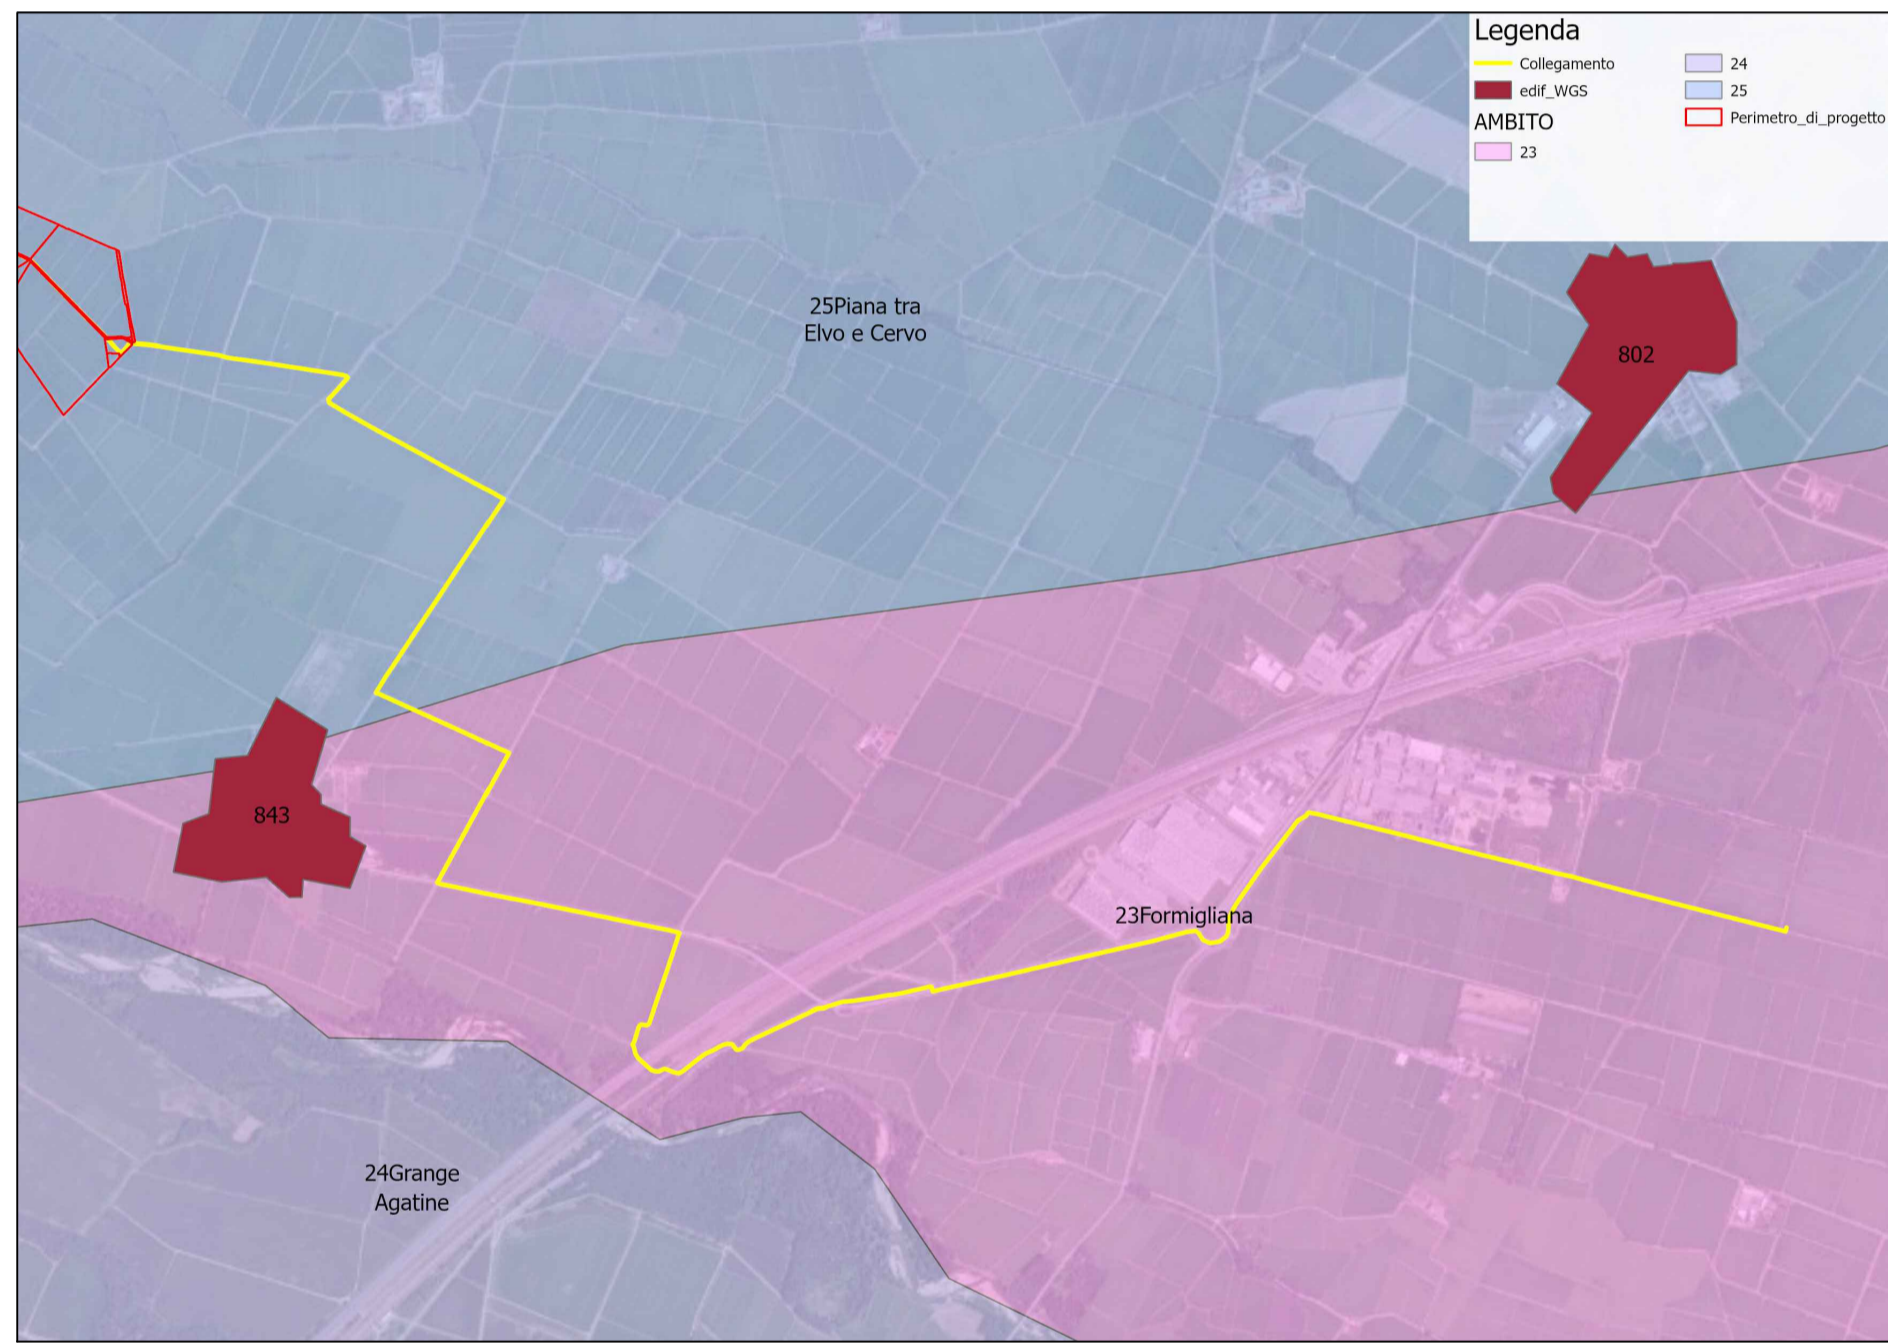 Legenda
Collegamento
edif_WGS
AMBITO
23
24
25
Perimetro_di_progetto
25Piana tra
Elvo e Cervo
802
843
23Formigliana
24Grange
Agatine